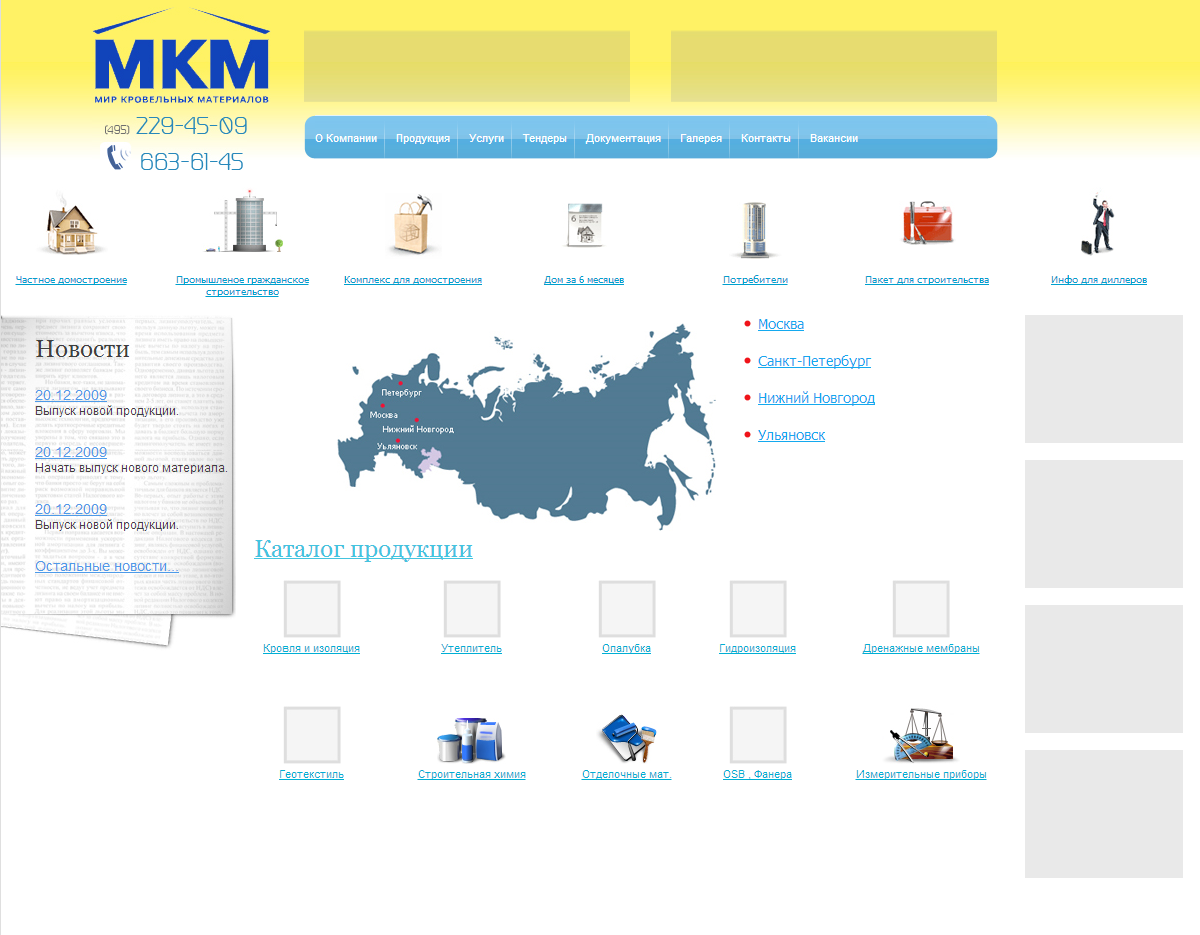 МКМ
МИР КРОВЕЛЬНЫХ МАТЕРИАЛОВ
(495) 229-45-09
663-61-45
О Компании Продукция Услуги Тендеры Документация Галерея Контакты Вакансии
Частное домостроение
Промышленое гражданское
строительство
Комплекс для домостроения
Дом за 6 месяцев
Потребители
Пакет для строительства
Инфо для диллеров
Новости
20.12.2009
Выпуск новой продукции.
20.12.2009
Начать выпуск нового материала.
20.12.2009
Выпуск новой продукции.
Остальные новости...
Петербург
Москва
Нижний Новгород
Уьляновск
Москва
Санкт-Петербург
Нижний Новгород
Ульяновск
Каталог продукции
Кровля и изоляция
Утеплитель
Опалубка
Гидроизоляция
Дренажные мембраны
Геотекстиль
Строительная химия
Отделочные мат.
OSB , Фанера
Измерительные приборы